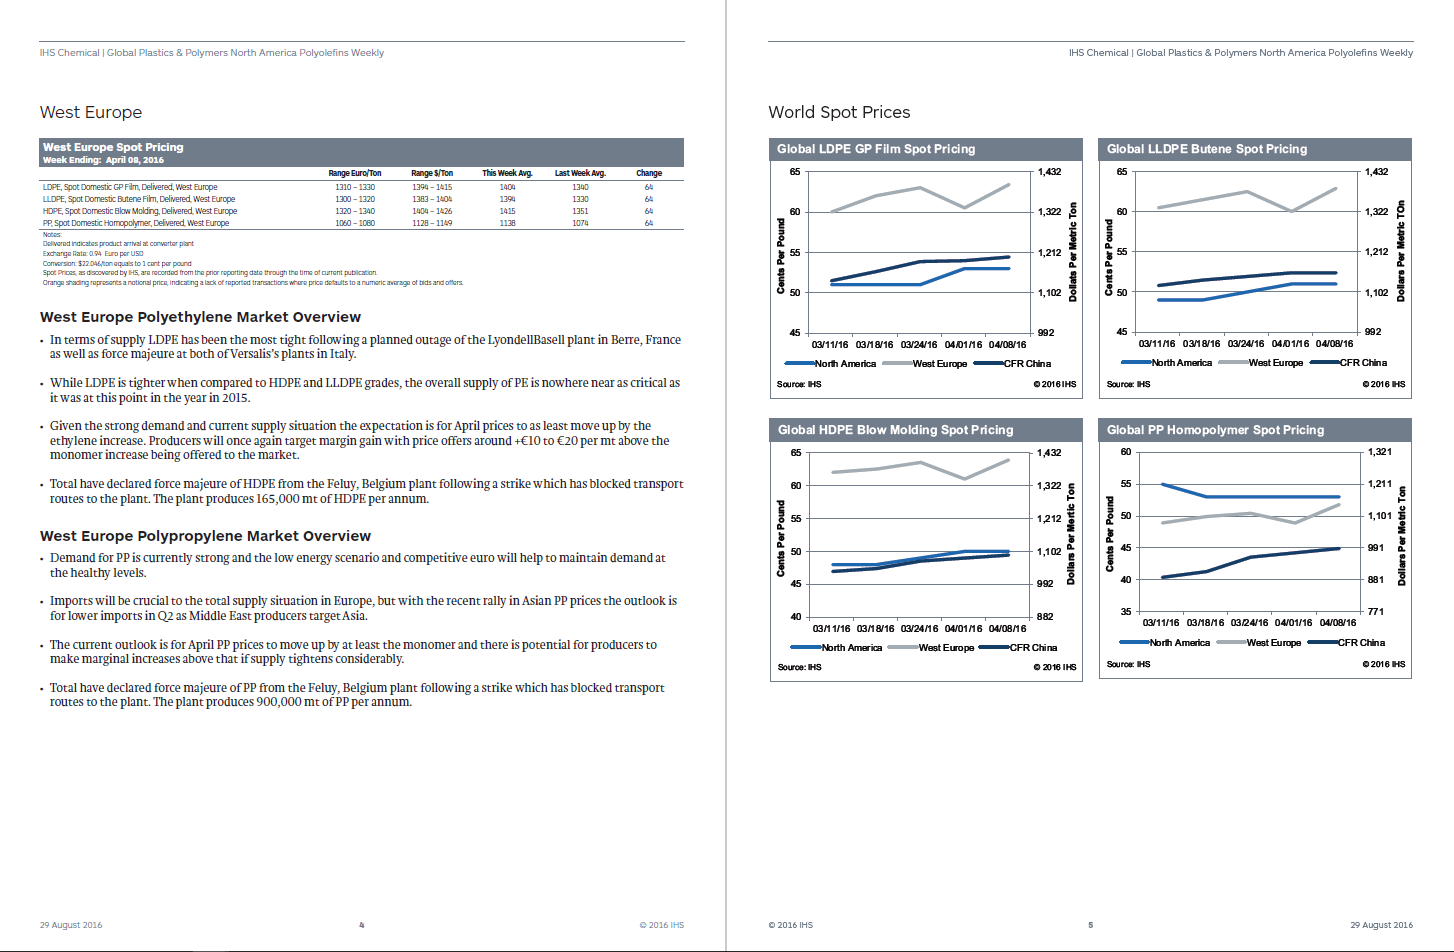 IHS Chemical | Global Plastics & Polymers North America Polyolefins Weekly
West Europe
West Europe Spot Pricing
Week Ending: April 08, 2016
Range Euro/Ton Range $/Ton This Week Avg. Last Week Avg. Change
LDPE, Spot Domestic GP Film, Delivered, West Europe 1310 – 1330 1394 – 1415 1404 1340 64
LLDPE, Spot Domestic Butene Film, Delivered, West Europe 1300 – 1320 1383 – 1404 1394 1330 64
HDPE, Spot Domestic Blow Molding, Delivered, West Europe 1320 – 1340 1404 – 1426 1415 1351 64
PP, Spot Domestic Homopolymer, Delivered, West Europe 1060 – 1080 1128 – 1149 1138 1074 64
Notes:
Delivered indicates product arrival at converter plant
Exchange Rate: 0.94 Euro per USD
Conversion: $22.046/ton equals to 1 cent per pound
Spot Prices, as discovered by IHS, are recorded from the prior reporting date through the time of current publication.
Orange shading represents a notional price, indicating a lack of reported transactions where price defaults to a numeric average of bids and offers.
West Europe Polyethylene Market Overview
• In terms of supply LDPE has been the most tight following a planned outage of the LyondellBasell plant in Berre, France
as well as force majeure at both of Versalis's plants in Italy.
• While LDPE is tighter when compared to HDPE and LLDPE grades, the overall supply of PE is nowhere near as critical as
it was at this point in the year in 2015.
• Given the strong demand and current supply situation the expectation is for April prices to as least move up by the
ethylene increase. Producers will once again target margin gain with price offers around +€10 to €20 per mt above the
monomer increase being offered to the market.
• Total have declared force majeure of HDPE from the Feluy, Belgium plant following a strike which has blocked transport
routes to the plant. The plant produces 165,000 mt of HDPE per annum.
West Europe Polypropylene Market Overview
• Demand for PP is currently strong and the low energy scenario and competitive euro will help to maintain demand at
the healthy levels.
• Imports will be crucial to the total supply situation in Europe, but with the recent rally in Asian PP prices the outlook is
for lower imports in Q2 as Middle East producers target Asia.
• The current outlook is for April PP prices to move up by at least the monomer and there is potential for producers to
make marginal increases above that if supply tightens considerably.
• Total have declared force majeure of PP from the Feluy, Belgium plant following a strike which has blocked transport
routes to the plant. The plant produces 900,000 mt of PP per annum.
29 August 2016 4 © 2016 IHS
IHS Chemical | Global Plastics & Polymers North America Polyolefins Weekly
World Spot Prices
Global LDPE GP Film Spot Pricing
Cents Per Pound
65 1,432
60 1,322
55 1,212
50 1,102
45 992
Dollats Per Metric Ton
03/11/16 03/18/16 03/24/16 04/01/16 04/08/16
North America West Europe CFR China
Source: IHS © 2016 IHS
Global LLDPE Butene Spot Pricing
Cents Per Pound
65 1,432
60 1,322
55 1,212
50 1,102
45 992
Dollars Per Metric TOn
03/11/16 03/18/16 03/24/16 04/01/16 04/08/16
North America West Europe CFR China
Source: IHS © 2016 IHS
Global HDPE Blow Molding Spot Pricing
Cents Per Pound
65 1,432
60 1,322
55 1,212
50 1,102
45 992
40 882
Dollars Per Mertic Ton
03/11/16 03/18/16 03/24/16 04/01/16 04/08/16
North America West Europe CFR China
Source: IHS © 2016 IHS
Global PP Homopolymer Spot Pricing
Cents Per Pound
60 1,321
55 1,211
50 1,101
45 991
40 881
35 771
Dollars Per Metric Ton
03/11/16 03/18/16 03/24/16 04/01/16 04/08/16
North America West Europe CFR China
Source: IHS © 2016 IHS
© 2016 IHS 5 29 August 2016